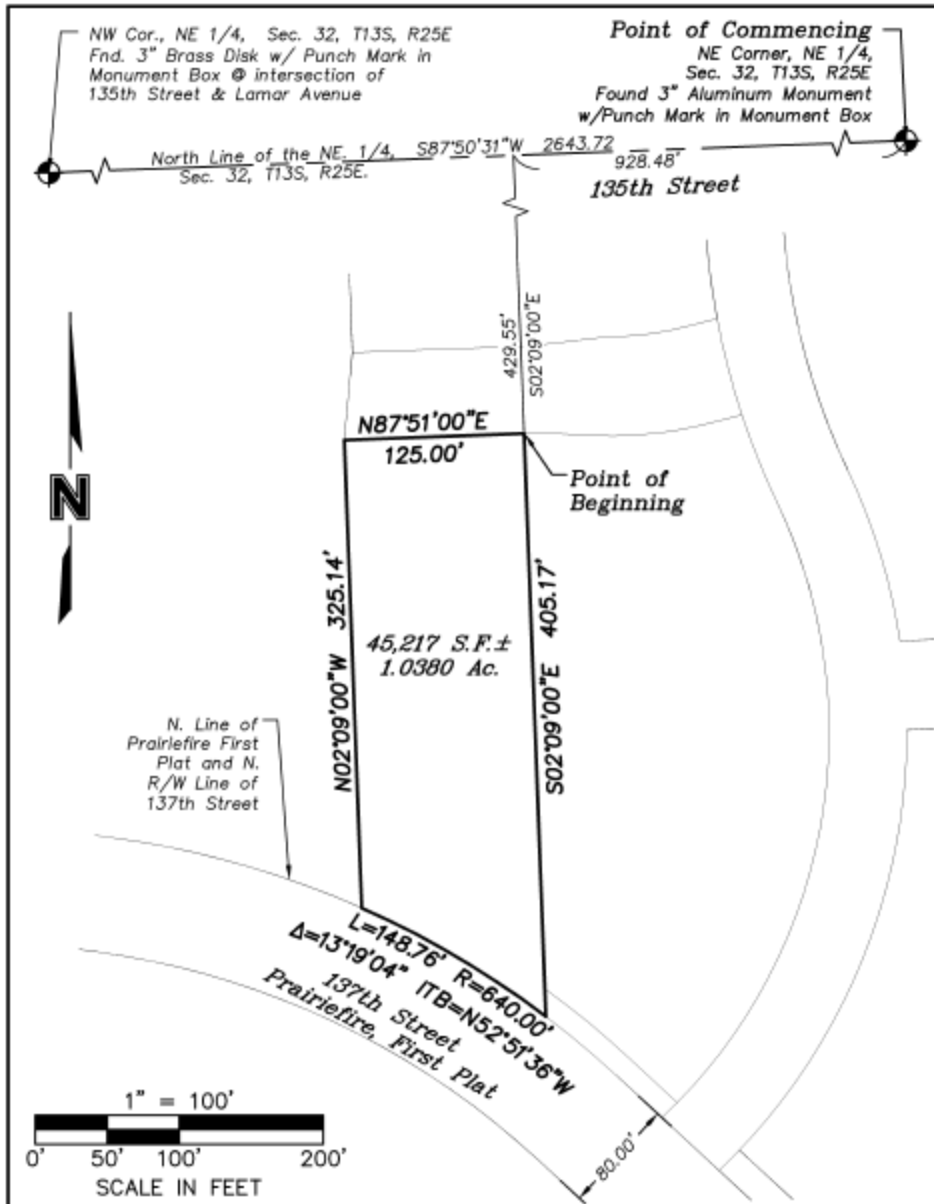 NW Cor., NE 1/4, Sec. 32, T13S, R25E
Fnd. 3" Brass Disk w/ Punch Mark in
Monument Box @ intersection of
135th Street & Lamar Avenue
Point of Commencing
NE Corner, NE 1/4,
Sec. 32, T13S, R25E
Found 3" Aluminum Monument
w/Punch Mark in Monument Box
North Line of the NE. 1/4, S87°50'31"W 2643.72
Sec. 32, T13S, R25E.
928.48'
135th Street
429.55'
S02°09'00"E
N87°51'00"E
125.00'
Point of
Beginning
N
N02°09'00"W 325.14'
S02°09'00"E 405.17'
45,217 S.F.±
1.0380 Ac.
N. Line of
Prairiefire First
Plat and N.
R/W Line of
137th Street
L=148.76' R=640.00'
Δ=13°19'04" ITB=N52°51'36"W
137th Street
Prairiefire, First Plat
80.00'
1" = 100'
0' 50' 100' 200'
SCALE IN FEET